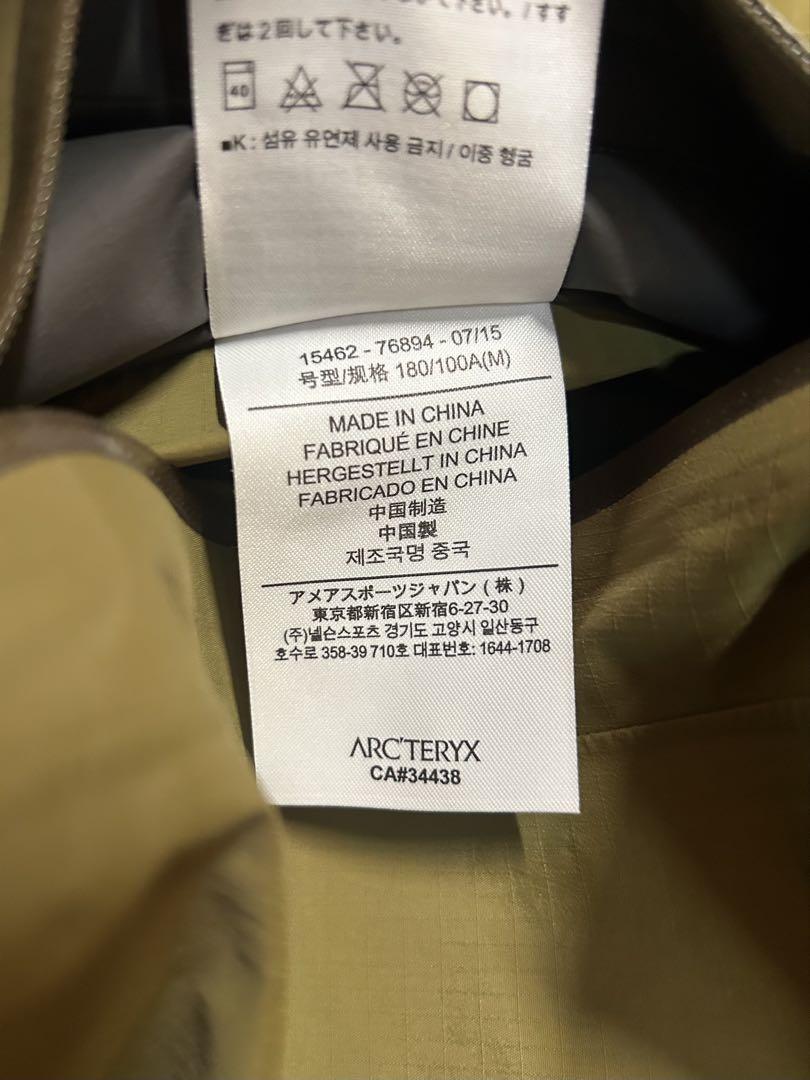 て下さい。/すす
ぎは2回して下さい。
40
■K: 섬유 유연제 사용 금지 / 이중 헹굼
15462 - 76894 - 07/15
号型/规格 180/100A(M)
MADE IN CHINA
FABRIQUÉ EN CHINE
HERGESTELLT IN CHINA
FABRICADO EN CHINA
中国制造
中国製
제조국명 중국
アメアスポーツジャパン ( 株 )
東京都新宿区新宿6-27-30
(주)넬슨스포츠 경기도 고양시 일산동구
호수로 358-39 710호 대표번호: 1644-1708
ARC'TERYX
CA#34438